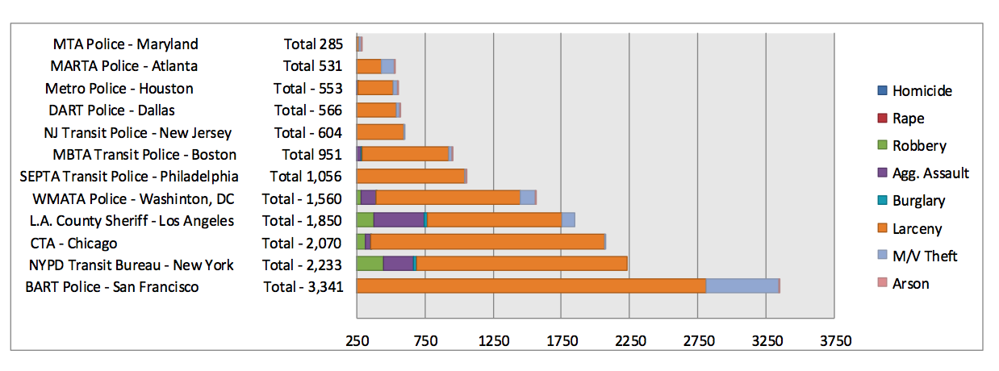 MTA Police - Maryland Total 285
MARTA Police - Atlanta Total 531
Metro Police - Houston Total - 553
DART Police - Dallas Total - 566
NJ Transit Police - New Jersey Total - 604
MBTA Transit Police - Boston Total 951
SEPTA Transit Police - Philadelphia Total 1,056
WMATA Police - Washinton, DC Total - 1,560
L.A. County Sheriff - Los Angeles Total - 1,850
CTA - Chicago Total - 2,070
NYPD Transit Bureau - New York Total - 2,233
BART Police - San Francisco Total - 3,341
250 750 1250 1750 2250 2750 3250 3750
Homicide
Rape
Robbery
Agg. Assault
Burglary
Larceny
M/V Theft
Arson